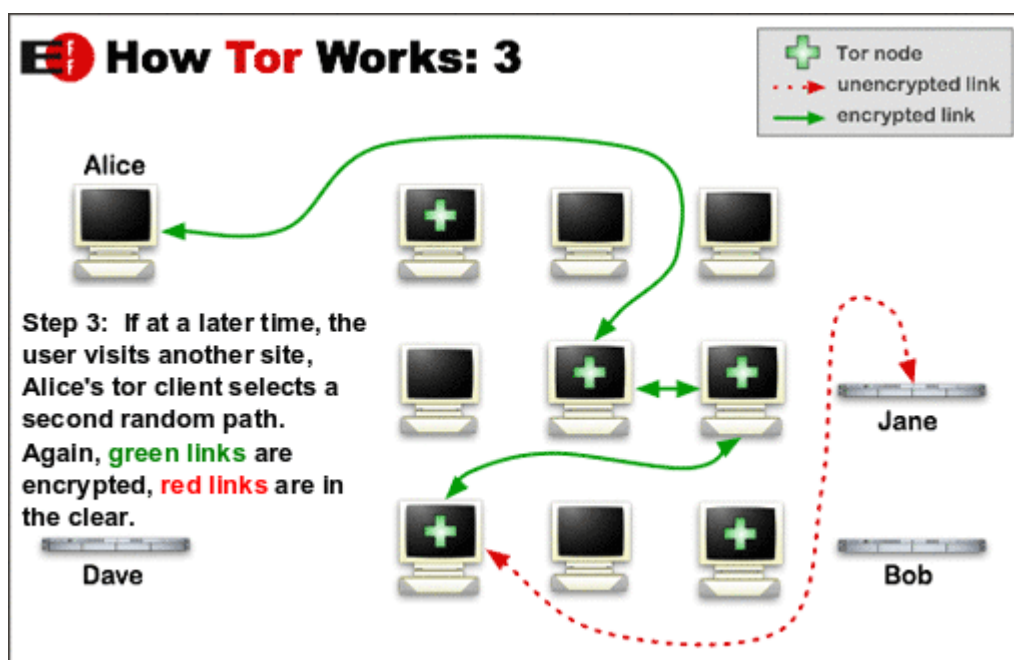 EFF How Tor Works: 3
Tor node
unencrypted link
encrypted link
Alice
Step 3: If at a later time, the
user visits another site,
Alice's tor client selects a
second random path.
Again, green links are
encrypted, red links are in
the clear.
Jane
Dave
Bob